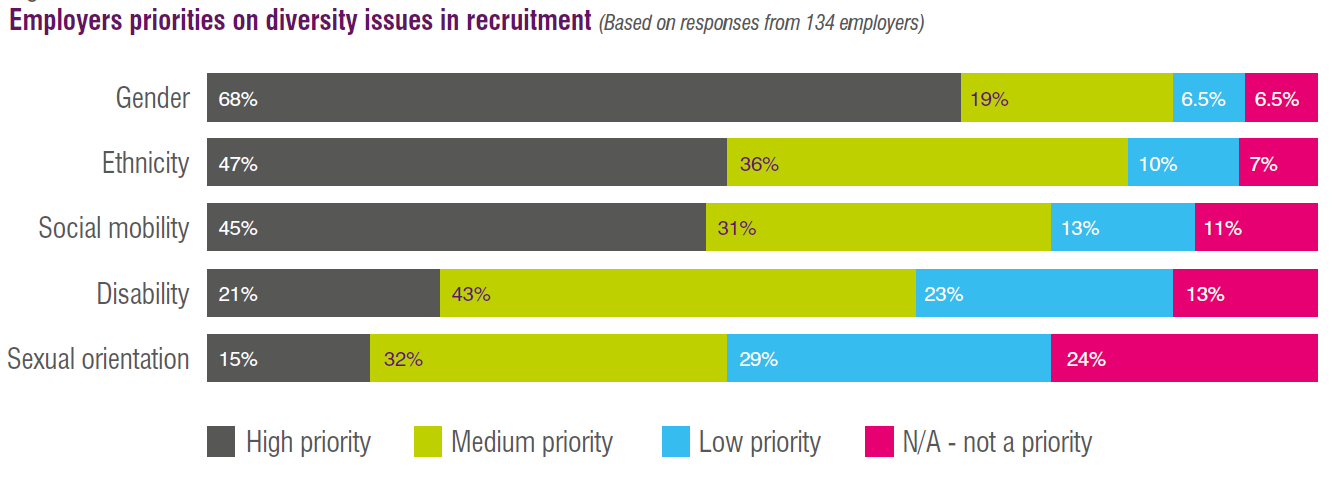 Employers priorities on diversity issues in recruitment (Based on responses from 134 employers)
Gender 68% 19% 6.5% 6.5%
Ethnicity 47% 36% 10% 7%
Social mobility 45% 31% 13% 11%
Disability 21% 43% 23% 13%
Sexual orientation 15% 32% 29% 24%
High priority Medium priority Low priority N/A - not a priority